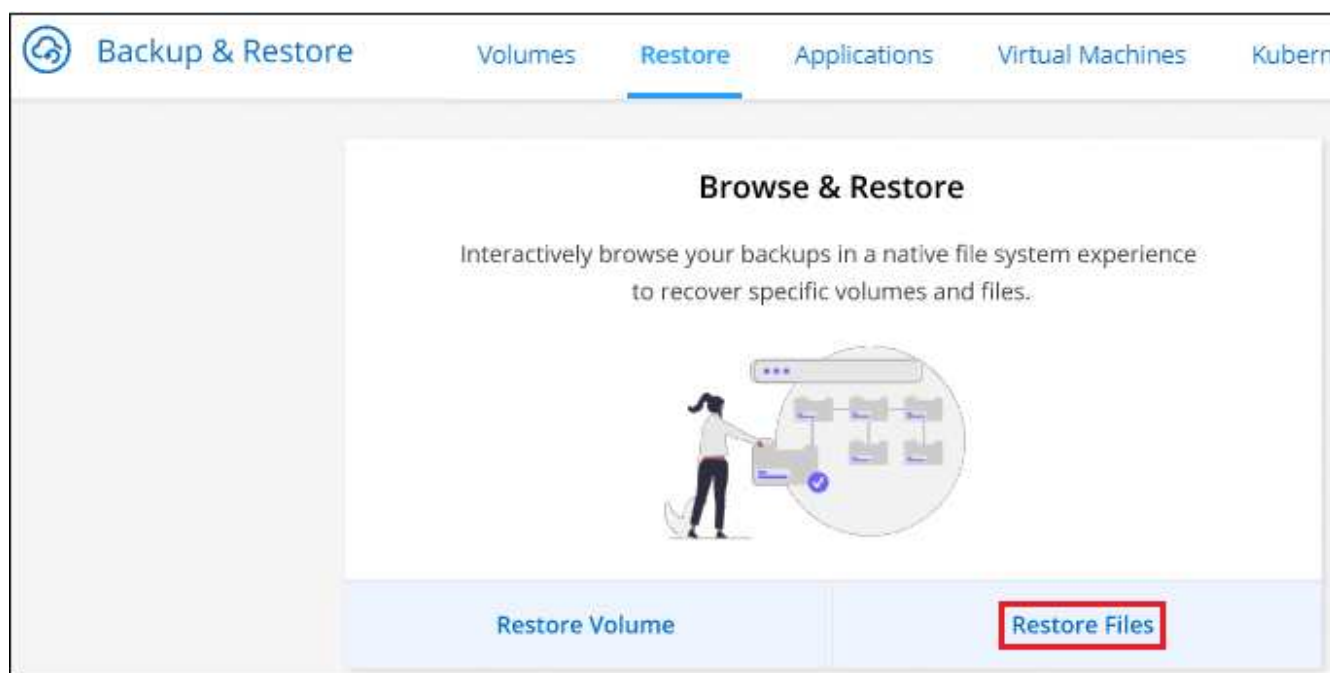 Backup & Restore Volumes Restore Applications Virtual Machines Kubern
Browse & Restore
Interactively browse your backups in a native file system experience
to recover specific volumes and files.
Restore Volume Restore Files